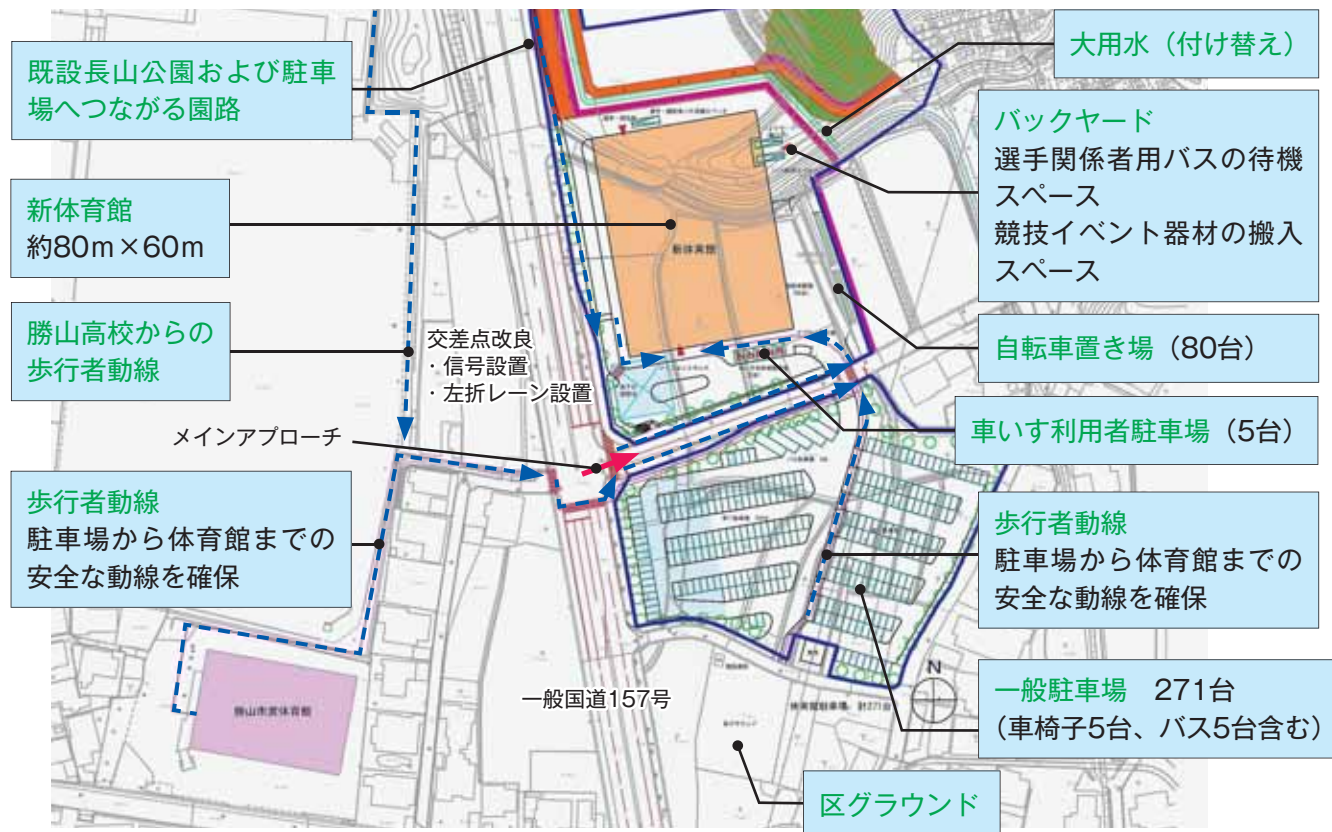 既設長山公園および駐車
場へつながる園路
新体育館
約80m×60m
勝山高校からの
歩行者動線
交差点改良
・信号設置
・左折レーン設置
メインアプローチ
歩行者動線
駐車場から体育館までの
安全な動線を確保
勝山市営体育館
新体育館
一般国道157号
大用水（付け替え）
バックヤード
選手関係者用バスの待機
スペース
競技イベント器材の搬入
スペース
自転車置き場（80台）
車いす利用者駐車場（5台）
歩行者動線
駐車場から体育館までの
安全な動線を確保
N
一般駐車場　271台
（車椅子5台、バス5台含む）
区グラウンド